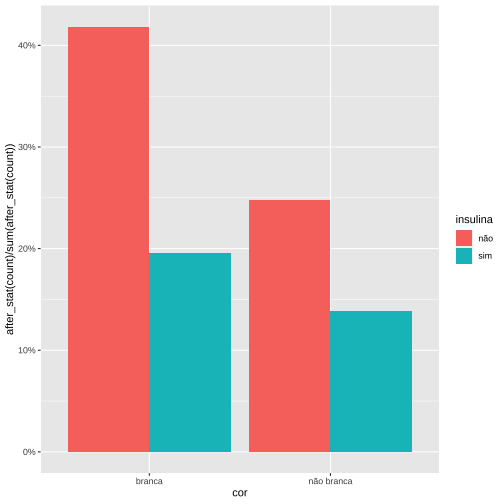 after_stat(count)/sum(after_stat(count))
40%
30%
20%
10%
0%
branca
não branca
cor
insulina
não
sim